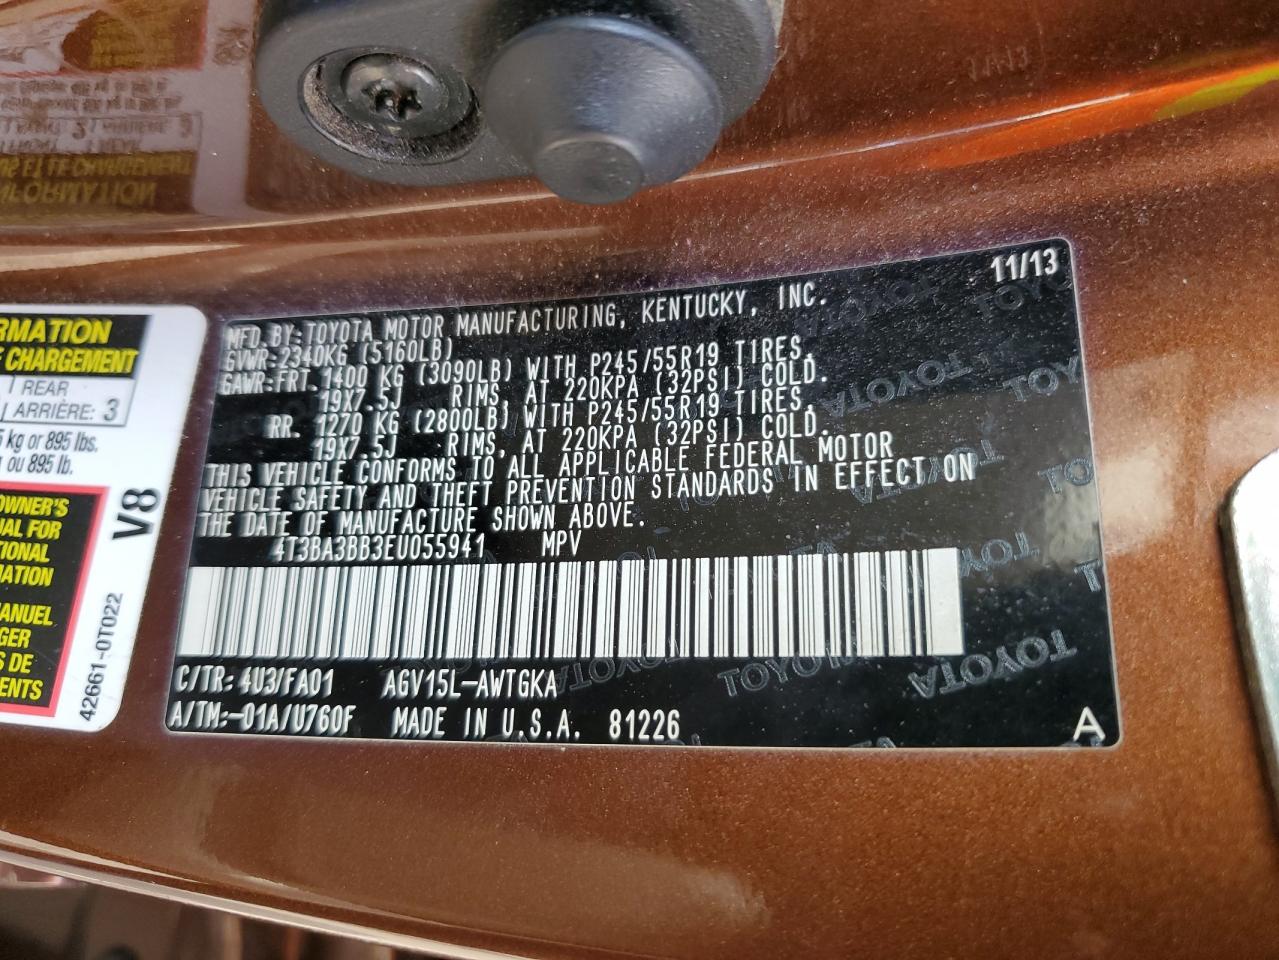 11/13
MFD.BY:TOYOTA MOTOR MANUFACTURING, KENTUCKY, INC.
GVWR:2340KG (5160LB)
GAWR:FRT. 1400 KG (3090LB) WITH P245/55R19 TIRES,
19X7.5J RIMS, AT 220KPA (32PSI) COLD.
RR. 1270 KG (2800LB) WITH P245/55R19 TIRES,
19X7.5J RIMS, AT 220KPA (32PSI) COLD.
THIS VEHICLE CONFORMS TO ALL APPLICABLE FEDERAL MOTOR
VEHICLE SAFETY AND THEFT PREVENTION STANDARDS IN EFFECT ON
THE DATE OF MANUFACTURE SHOWN ABOVE.
4T3BA3BB3EU055941 MPV
C/TR: 4U3/FA01 AGV15L-AWTGKA
A/TM:-01A/U760F MADE IN U.S.A. 81226
A
TOYOTA
RMATION
F CHARGEMENT
REAR
ARRIÈRE: 3
kg or 895 lbs.
ou 895 lb.
OWNER'S
UAL FOR
TIONAL
MATION
MANUEL
GER
S DE
MENTS
V8
42661-0T022